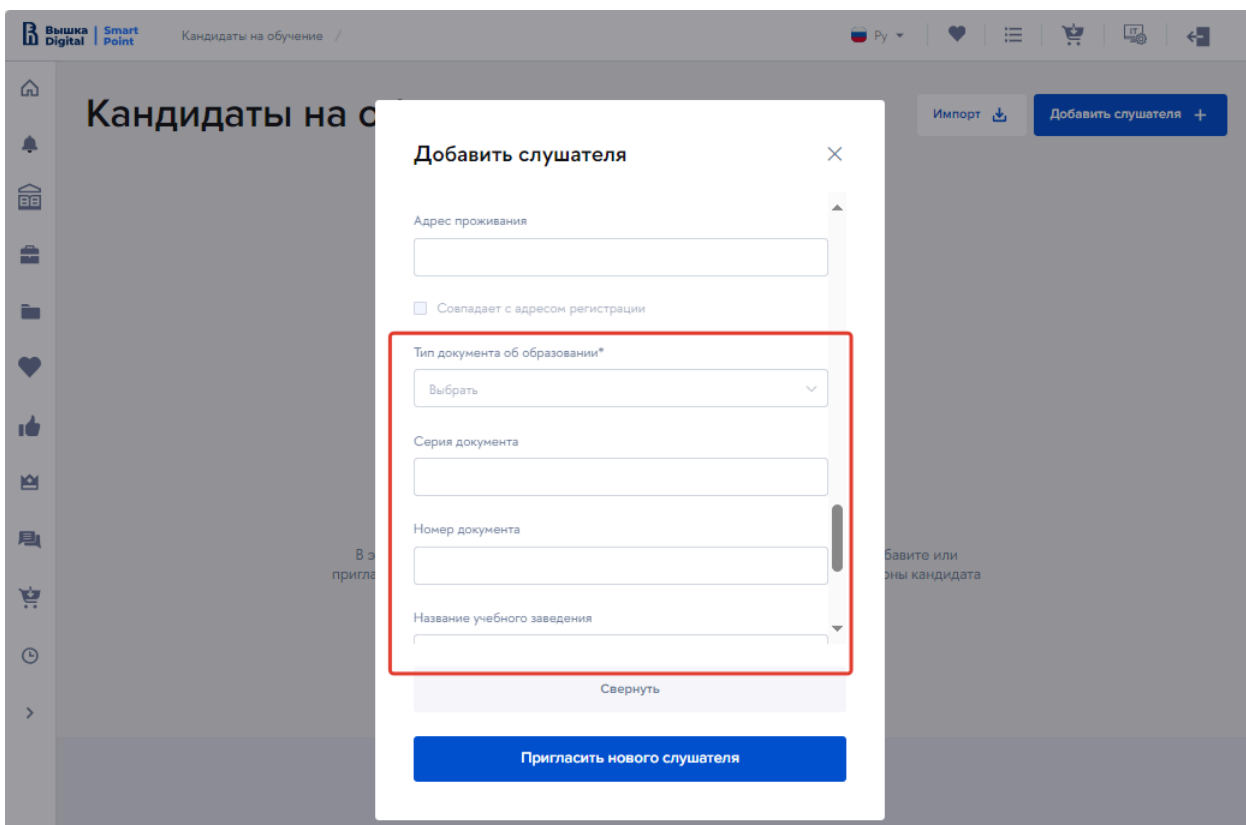 Вышка | Smart
Digital | Point
Кандидаты на обучение /
Ру
Кандидаты на о
Импорт
Добавить слушателя +
Добавить слушателя
Адрес проживания
Совпадает с адресом регистрации
Тип документа об образовании*
Выбрать
Серия документа
Номер документа
В э
бавите или
пригла
оны кандидата
Название учебного заведения
Свернуть
Пригласить нового слушателя